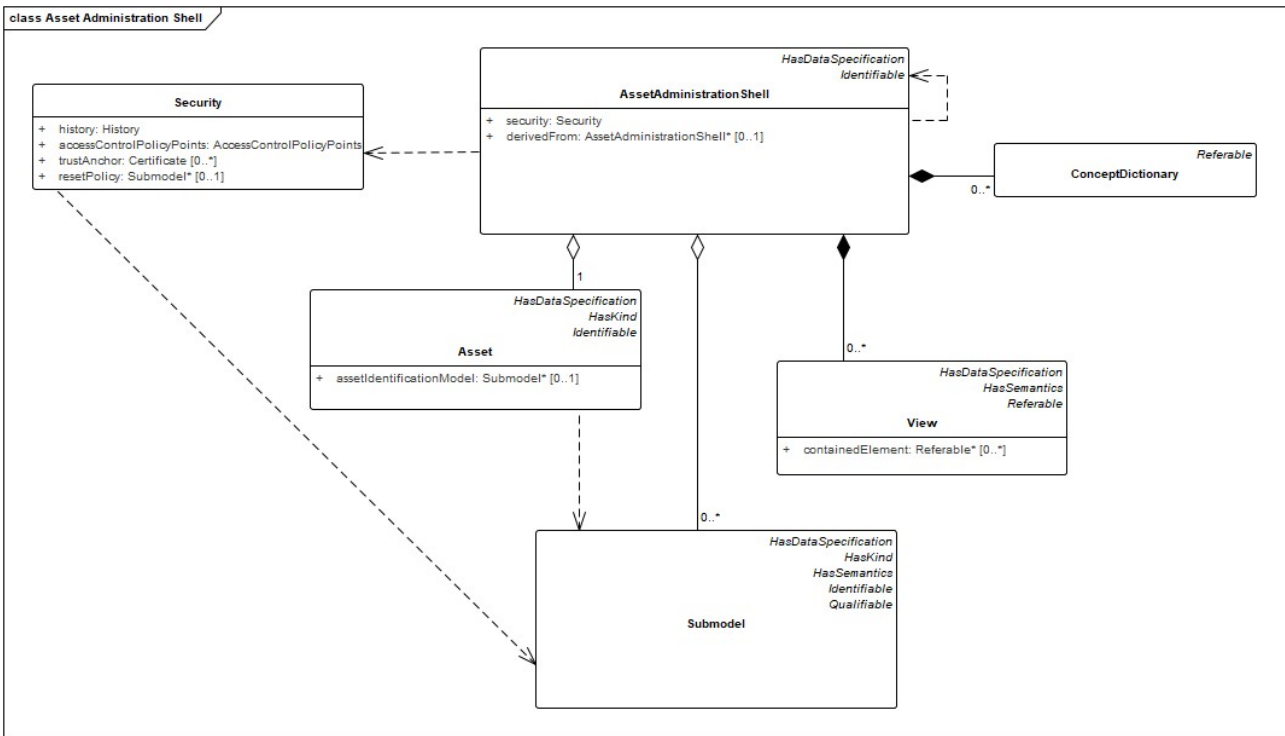 class Asset Administration Shell
HasDataSpecification
Identifiable
AssetAdministrationShell
+ security: Security
+ derivedFrom: AssetAdministrationShell* [0..1]
Security
+ history: History
+ accessControlPolicyPoints: AccessControlPolicyPoints
+ trustAnchor: Certificate [0..*]
+ resetPolicy: Submodel* [0..1]
Referable
ConceptDictionary
0..*
1
HasDataSpecification
HasKind
Identifiable
Asset
+ assetIdentificationModel: Submodel* [0..1]
0..*
HasDataSpecification
HasSemantics
Referable
View
+ containedElement: Referable* [0..*]
0..*
HasDataSpecification
HasKind
HasSemantics
Identifiable
Qualifiable
Submodel